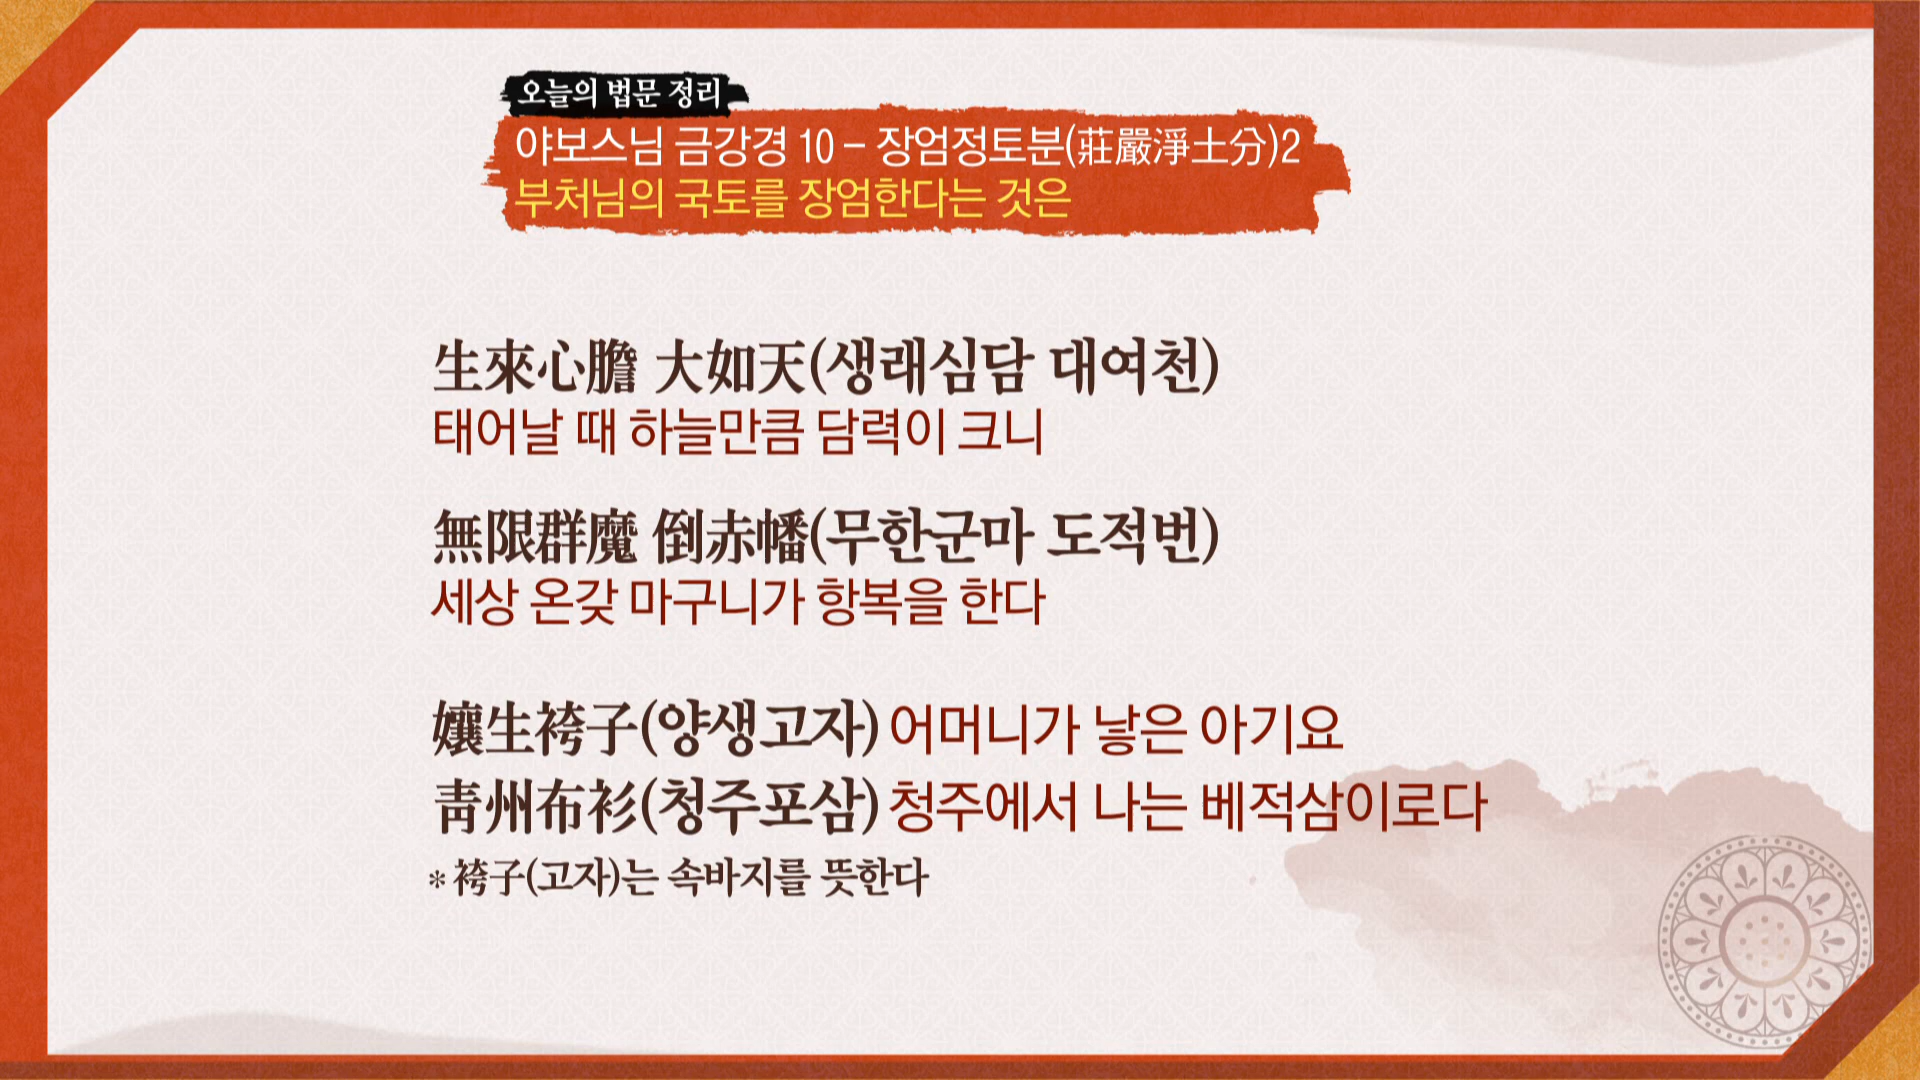 오늘의 법문 정리
야보스님 금강경 10 – 장엄정토분(莊嚴淨土分)2
부처님의 국토를 장엄한다는 것은
生來心膽 大如天(생래심담 대여천)
태어날 때 하늘만큼 담력이 크니
無限群魔 倒赤幡(무한군마 도적번)
세상 온갖 마구니가 항복을 한다
孃生袴子(양생고자) 어머니가 낳은 아기요
靑州布衫(청주포삼) 청주에서 나는 베적삼이로다
* 袴子(고자)는 속바지를 뜻한다